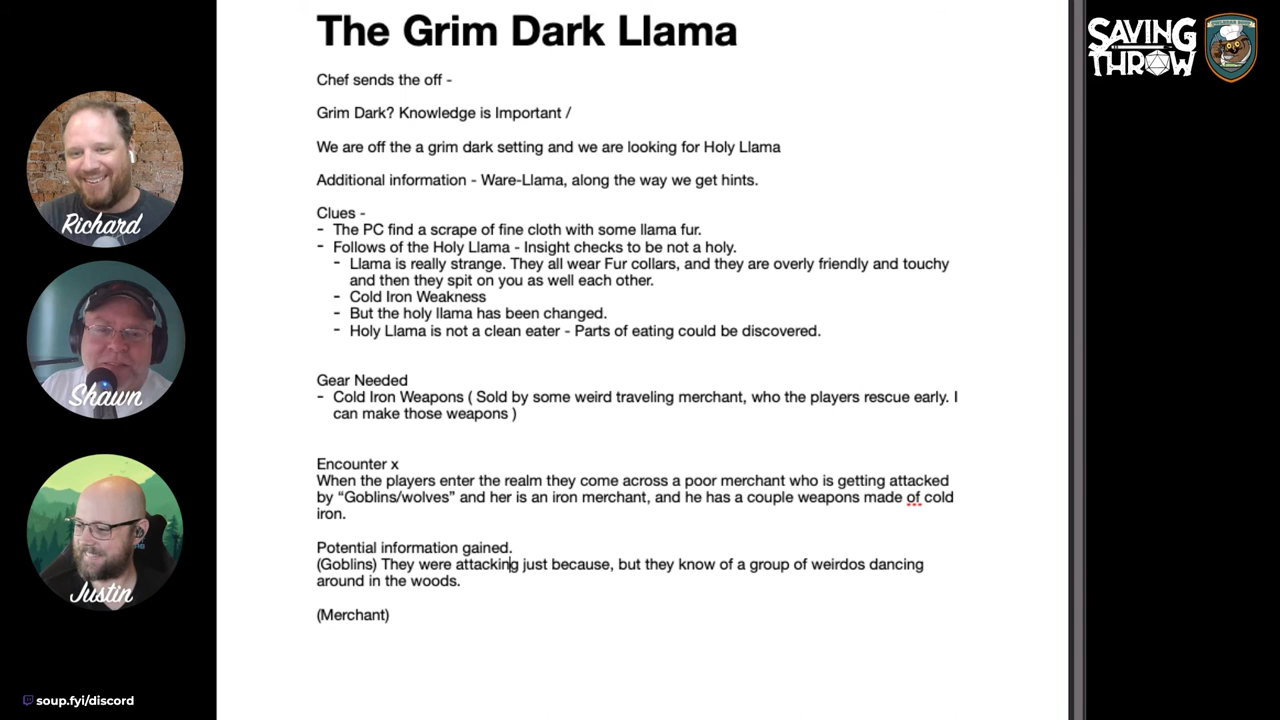 The Grim Dark Llama
Chef sends the off -
Grim Dark? Knowledge is Important /
We are off the a grim dark setting and we are looking for Holy Llama
Additional information - Ware-Llama, along the way we get hints.
Clues -
- The PC find a scrape of fine cloth with some llama fur.
- Follows of the Holy Llama - Insight checks to be not a holy.
- Llama is really strange. They all wear Fur collars, and they are overly friendly and touchy
and then they spit on you as well each other.
- Cold Iron Weakness
- But the holy llama has been changed.
- Holy Llama is not a clean eater - Parts of eating could be discovered.
Gear Needed
- Cold Iron Weapons ( Sold by some weird traveling merchant, who the players rescue early. I
can make those weapons )
Encounter x
When the players enter the realm they come across a poor merchant who is getting attacked
by “Goblins/wolves” and her is an iron merchant, and he has a couple weapons made of cold
iron.
Potential information gained.
(Goblins) They were attacking just because, but they know of a group of weirdos dancing
around in the woods.
(Merchant)
Richard
Shawn
Justin
soup.fyi/discord
SAVING
THROW